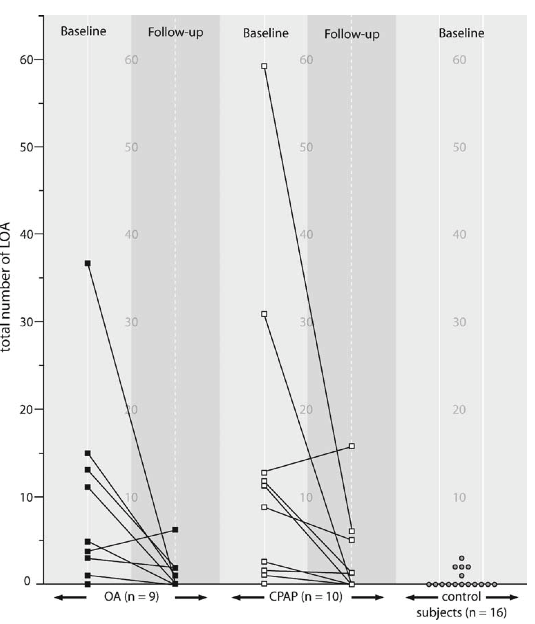 Baseline Follow-up Baseline Follow-up Baseline
60 60 60 60
50 50 50 50
40 40 40 40
30 30 30 30
20 20 20 20
10 10 10 10
0
total number of LOA
OA (n = 9) CPAP (n = 10) control
subjects (n = 16)